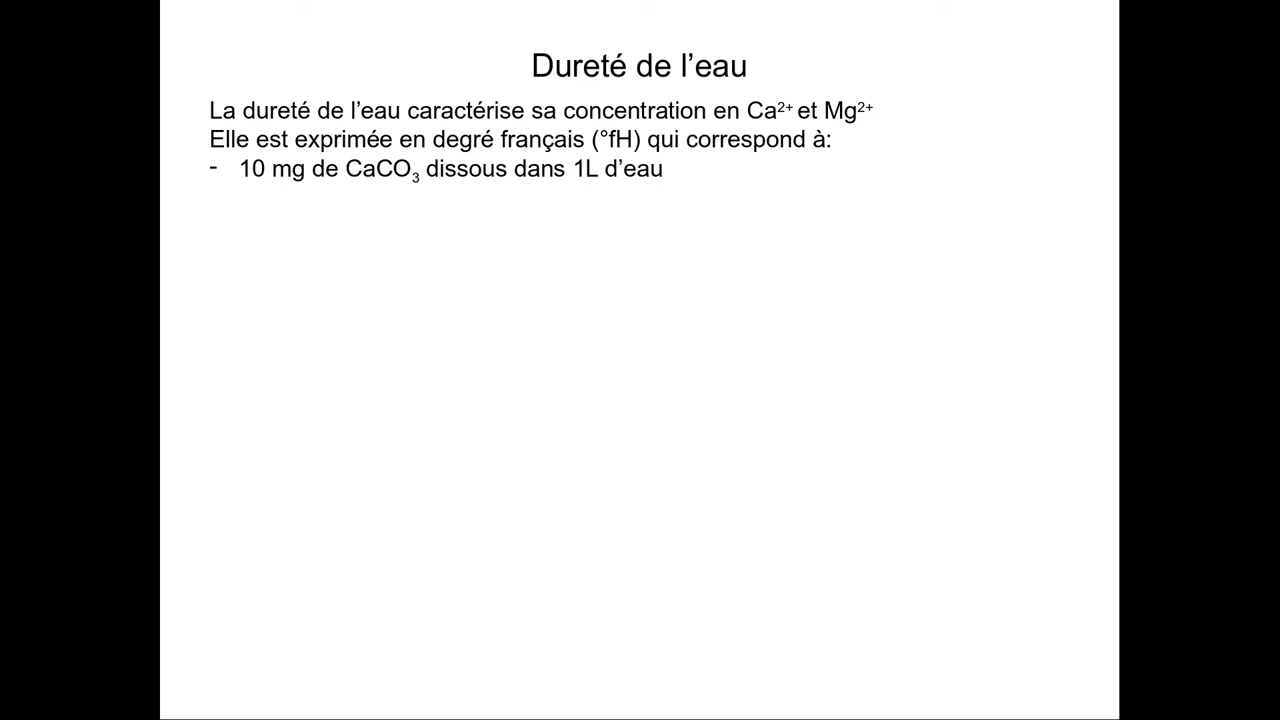 Dureté de l’eau
La dureté de l’eau caractérise sa concentration en Ca²⁺ et Mg²⁺
Elle est exprimée en degré français (°fH) qui correspond à:
- 10 mg de CaCO₃ dissous dans 1L d’eau